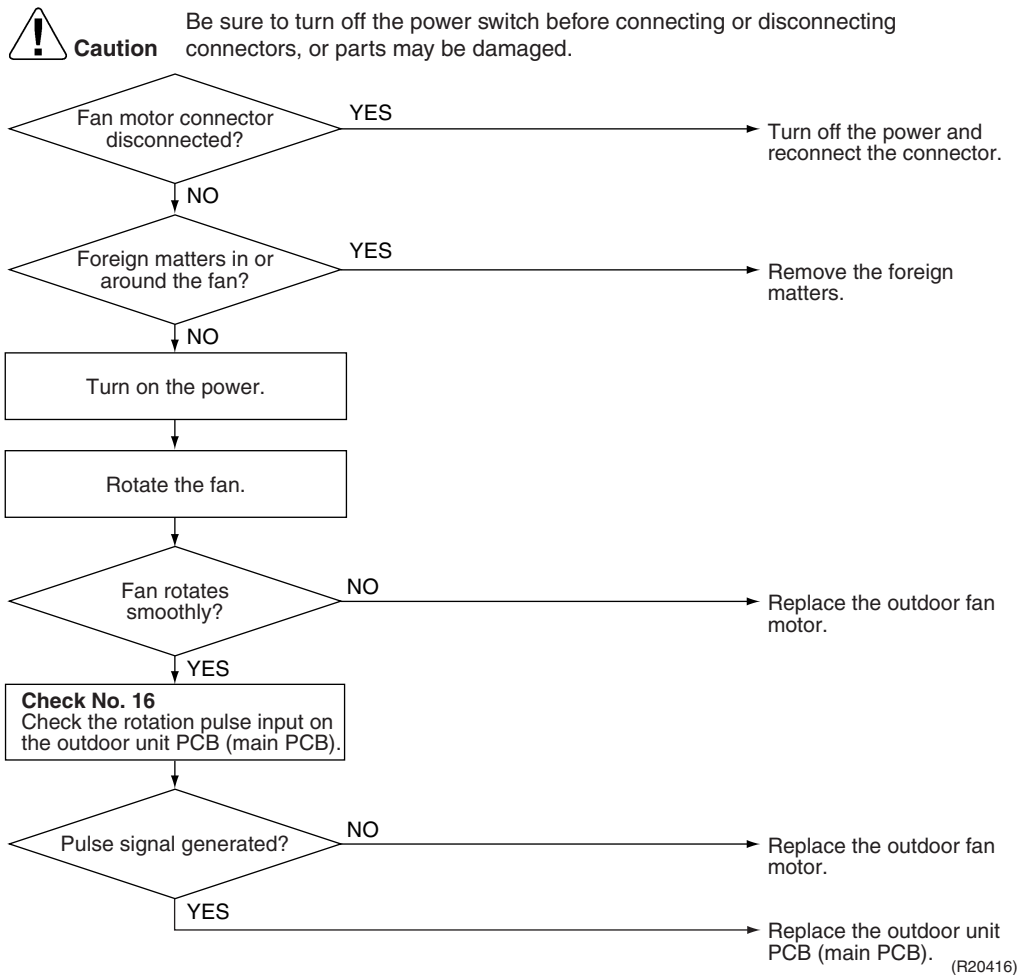 Be sure to turn off the power switch before connecting or disconnecting
Caution connectors, or parts may be damaged.
Fan motor connector
disconnected?
YES
Turn off the power and
reconnect the connector.
NO
Foreign matters in or
around the fan?
YES
Remove the foreign
matters.
NO
Turn on the power.
Rotate the fan.
Fan rotates
smoothly?
NO
Replace the outdoor fan
motor.
YES
Check No. 16
Check the rotation pulse input on
the outdoor unit PCB (main PCB).
Pulse signal generated?
NO
Replace the outdoor fan
motor.
YES
Replace the outdoor unit
PCB (main PCB).
(R20416)